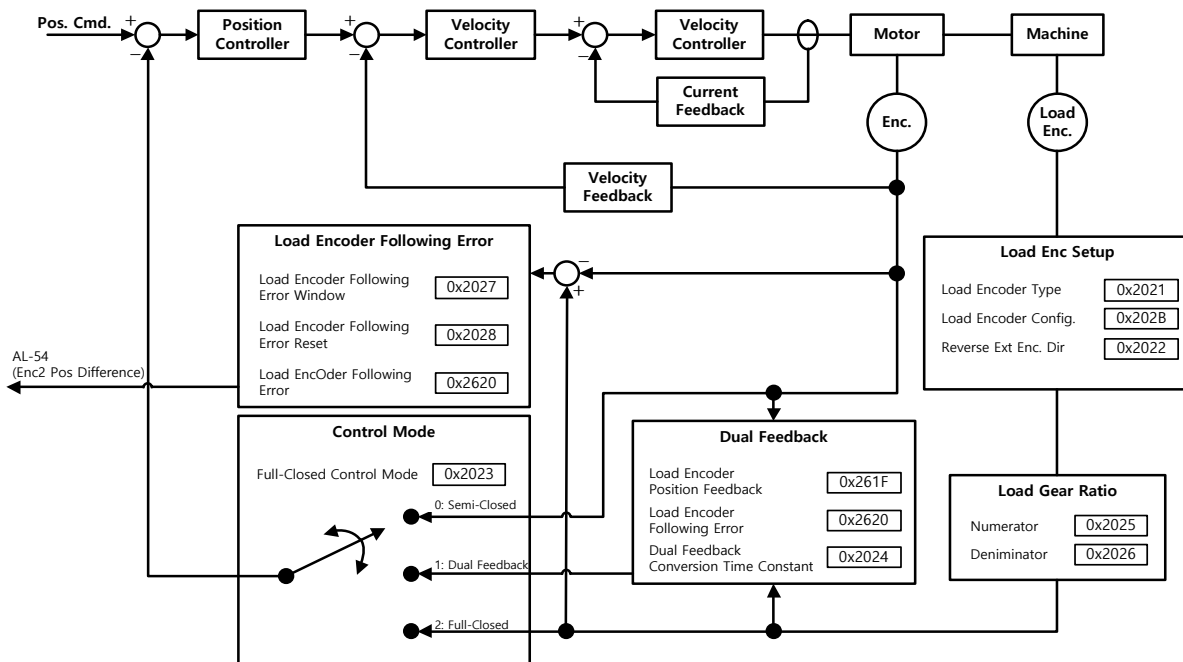 Pos. Cmd.
+
−
Position
Controller
+
−
Velocity
Controller
+
−
Velocity
Controller
Motor
Machine
Current
Feedback
Enc.
Load
Enc.
Velocity
Feedback
Load Encoder Following Error
Load Encoder Following
Error Window
0x2027
Load Encoder Following
Error Reset
0x2028
Load EncOder Following
Error
0x2620
−
+
Load Enc Setup
Load Encoder Type
0x2021
Load Encoder Config.
0x202B
Reverse Ext Enc. Dir
0x2022
AL-54
(Enc2 Pos Difference)
Control Mode
Full-Closed Control Mode
0x2023
0: Semi-Closed
1: Dual Feedback
2: Full-Closed
Dual Feedback
Load Encoder
Position Feedback
0x261F
Load Encoder
Following Error
0x2620
Dual Feedback
Conversion Time Constant
0x2024
Load Gear Ratio
Numerator
0x2025
Deniminator
0x2026